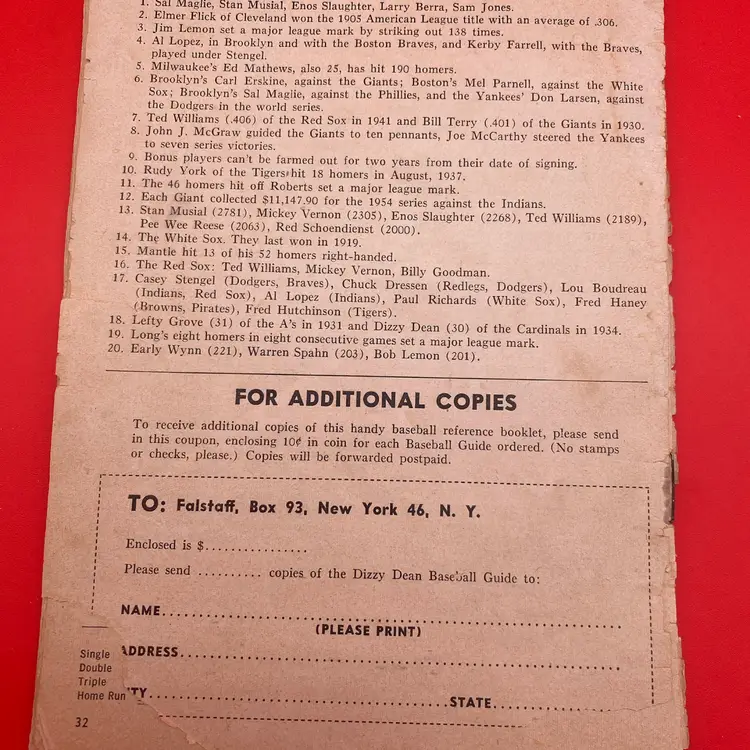 1. Sal Maglie, Stan Musial, Enos Slaughter, Larry Berra, Sam Jones.
2. Elmer Flick of Cleveland won the 1905 American League title with an average of .306.
3. Jim Lemon set a major league mark by striking out 138 times.
4. Al Lopez, in Brooklyn and with the Boston Braves, and Kerby Farrell, with the Braves,
played under Stengel.
5. Milwaukee's Ed Mathews, also 25, has hit 190 homers.
6. Brooklyn's Carl Erskine, against the Giants; Boston's Mel Parnell, against the White
Sox; Brooklyn's Sal Maglie, against the Phillies, and the Yankees' Don Larsen, against
the Dodgers in the world series.
7. Ted Williams (.406) of the Red Sox in 1941 and Bill Terry (.401) of the Giants in 1930.
8. John J. McGraw guided the Giants to ten pennants, Joe McCarthy steered the Yankees
to seven series victories.
9. Bonus players can't be farmed out for two years from their date of signing.
10. Rudy York of the Tigers hit 18 homers in August, 1937.
11. The 46 homers hit off Roberts set a major league mark.
12. Each Giant collected $11,147.90 for the 1954 series against the Indians.
13. Stan Musial (2781), Mickey Vernon (2305), Enos Slaughter (2268), Ted Williams (2189),
Pee Wee Reese (2063), Red Schoendienst (2000).
14. The White Sox. They last won in 1919.
15. Mantle hit 13 of his 52 homers right-handed.
16. The Red Sox: Ted Williams, Mickey Vernon, Billy Goodman.
17. Casey Stengel (Dodgers, Braves), Chuck Dressen (Redlegs, Dodgers), Lou Boudreau
(Indians, Red Sox), Al Lopez (Indians), Paul Richards (White Sox), Fred Haney
(Browns, Pirates), Fred Hutchinson (Tigers).
18. Lefty Grove (31) of the A's in 1931 and Dizzy Dean (30) of the Cardinals in 1934.
19. Long's eight homers in eight consecutive games set a major league mark.
20. Early Wynn (221), Warren Spahn (203), Bob Lemon (201).
FOR ADDITIONAL COPIES
To receive additional copies of this handy baseball reference booklet, please send
in this coupon, enclosing 10¢ in coin for each Baseball Guide ordered. (No stamps
or checks, please.) Copies will be forwarded postpaid.
TO: Falstaff, Box 93, New York 46, N. Y.
Enclosed is $................
Please send .......... copies of the Dizzy Dean Baseball Guide to:
NAME..............................................................
(PLEASE PRINT)
ADDRESS...........................................................
TY.............................................STATE....................
Single
Double
Triple
Home Run
32